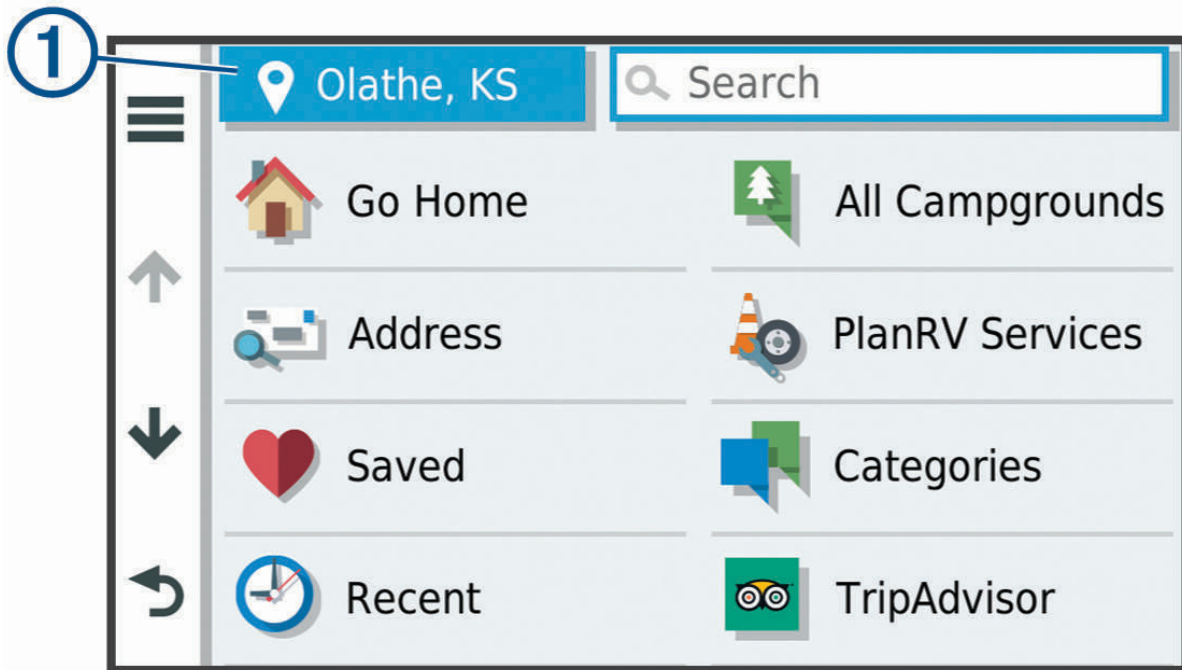 1
Olathe, KS
Search
Go Home
All Campgrounds
Address
PlanRV Services
Saved
Categories
Recent
TripAdvisor